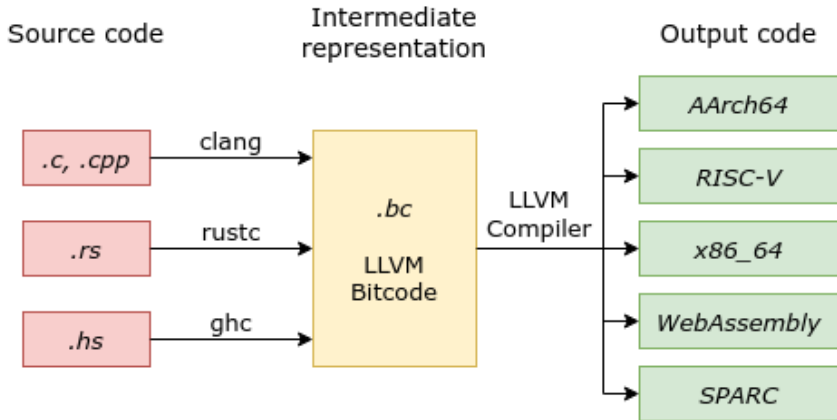 Source code
Intermediate
representation
Output code
.c, .cpp
clang
.rs
rustc
.hs
ghc
.bc
LLVM
Bitcode
LLVM
Compiler
AArch64
RISC-V
x86_64
WebAssembly
SPARC